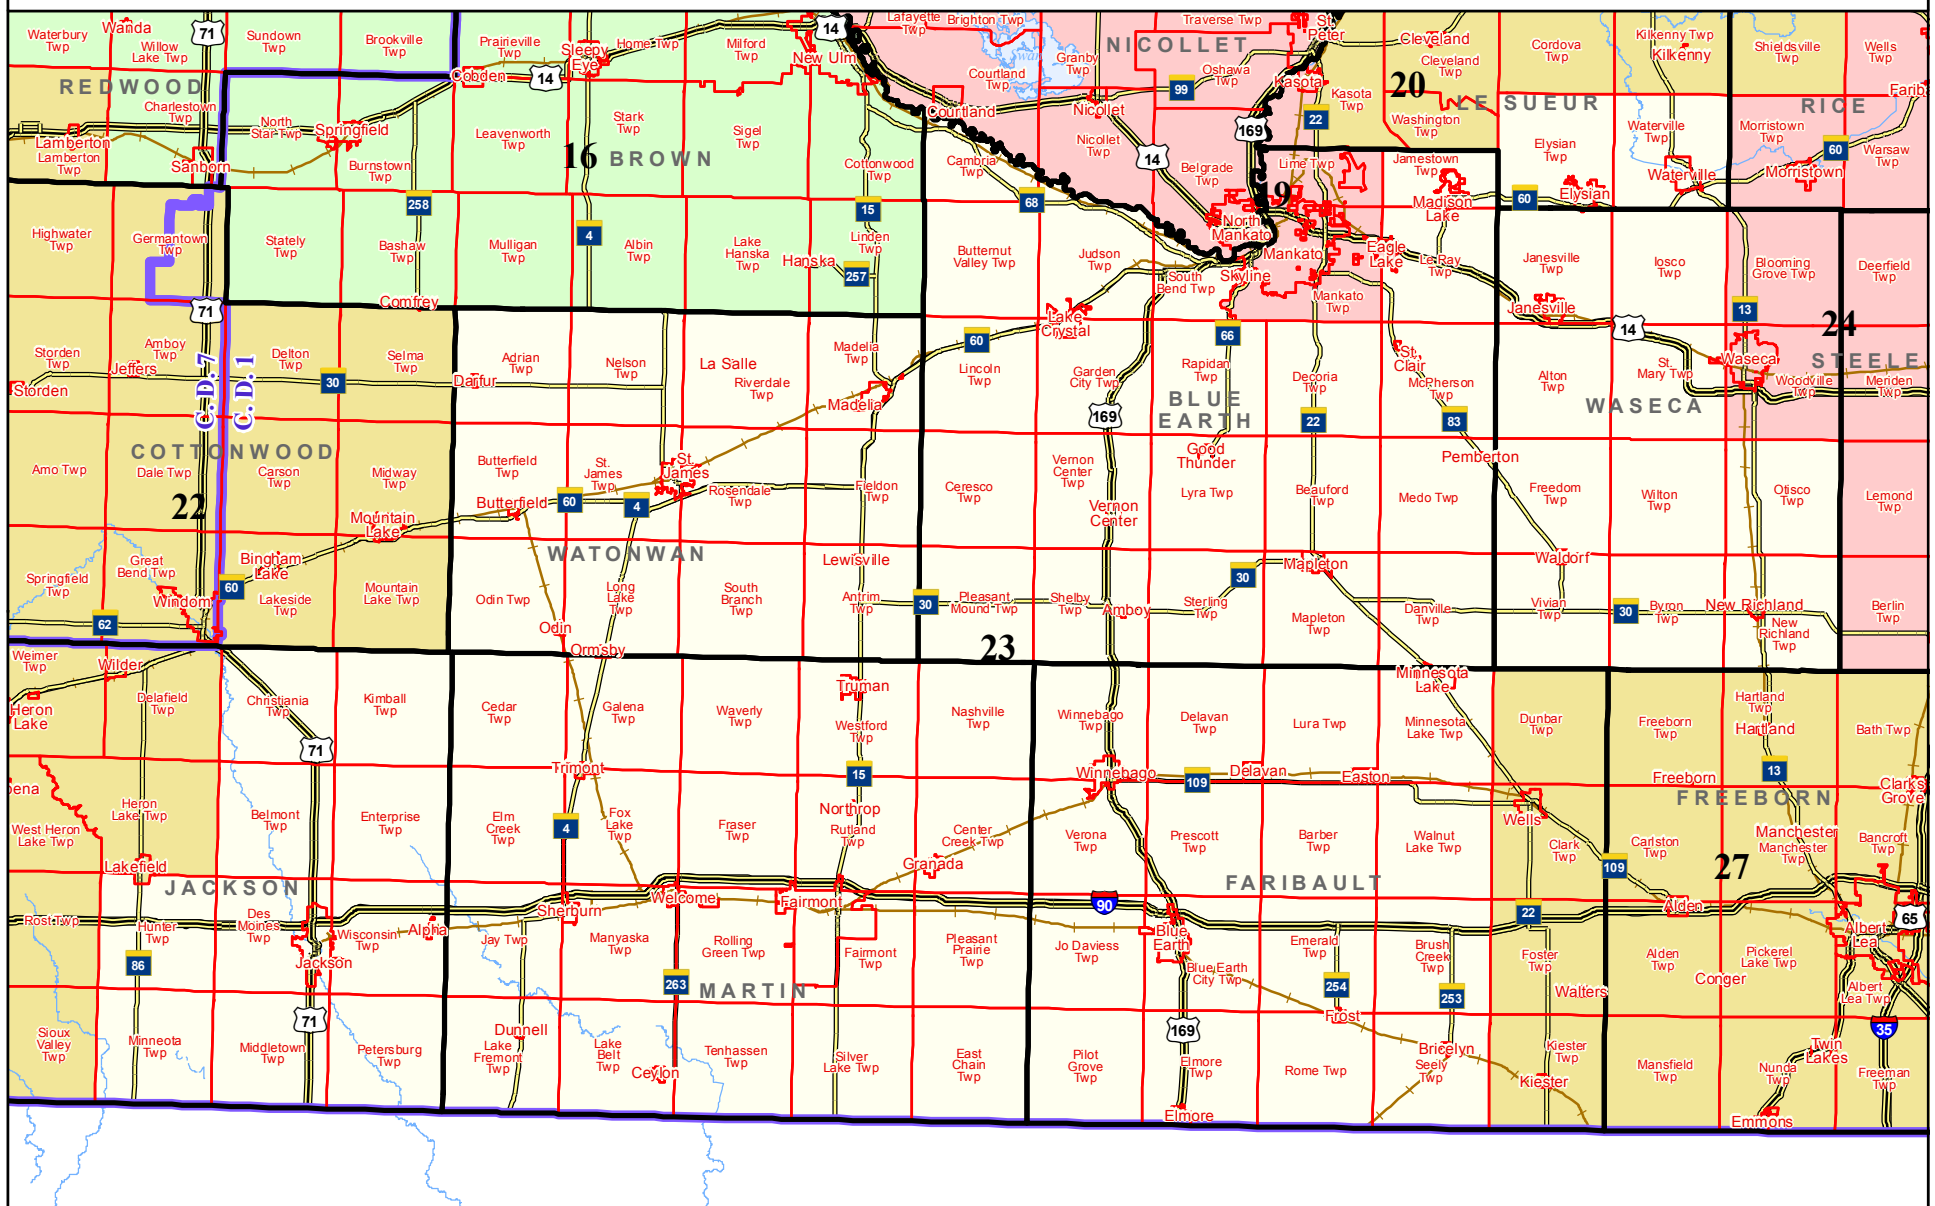 Waterbury
Twp
Wanda
Willow
Lake Twp
71
Sundown
Twp
Brookville
Twp
Prairieville
Twp
Sleepy
Eye
Home Twp
Milford
Twp
New Ulm
14
Lafayette
Twp
Brighton Twp
Traverse Twp
St.
Peter
Cleveland
Cleveland
Twp
Cordova
Twp
Kilkenny Twp
Kilkenny
Shieldsville
Twp
Wells
Twp
NICOLLET
Granby
Twp
Courtland
Twp
Oshawa
Twp
99
Kasota
Kasota
Twp
20
LE SUEUR
RICE
Cobden
14
REDWOOD
Charlestown
Twp
North
Star Twp
Springfield
Lamberton
Lamberton
Twp
Sanborn
Burnstown
Twp
Leavenworth
Twp
Stark
Twp
16
BROWN
Sigel
Twp
Cottonwood
Twp
Courtland
Cambria
Twp
Nicollet
Nicollet
Twp
14
169
22
Washington
Twp
Elysian
Twp
Waterville
Twp
Waterville
Morristown
Twp
Morristown
60
Warsaw
Twp
Belgrade
Twp
Lime Twp
19
Jamestown
Twp
Madison
Lake
60
Elysian
258
4
15
68
North
Mankato
Mankato
Highwater
Twp
Germantown
Twp
Stately
Twp
Bashaw
Twp
Mulligan
Twp
Albin
Twp
Lake
Hanska
Twp
Hanska
Linden
Twp
257
Butternut
Valley Twp
Judson
Twp
South
Bend Twp
Skyline
Mankato
Twp
Eagle
Lake
Le Ray
Twp
Janesville
Twp
Iosco
Twp
Blooming
Grove Twp
Deerfield
Twp
71
Comfrey
Lake
Crystal
66
Janesville
14
13
24
STEELE
C.D. 7
C. D. 1
Storden
Twp
Storden
Jeffers
Amboy
Twp
Delton
Twp
30
Selma
Twp
Adrian
Twp
Darfur
Nelson
Twp
La Salle
Riverdale
Twp
Madelia
Twp
Madelia
60
Lincoln
Twp
Garden
City Twp
169
Rapidan
Twp
BLUE
EARTH
Decoria
Twp
22
St.
Clair
McPherson
Twp
83
Alton
Twp
St.
Mary Twp
WASECA
Waseca
Woodville
Twp
Meriden
Twp
COTTONWOOD
Amo Twp
Dale Twp
22
Carson
Twp
Midway
Twp
Mountain
Lake
Butterfield
Twp
Butterfield
St.
James
Twp
60
4
St.
James
Rosendale
Twp
Fieldon
Twp
Ceresco
Twp
Vernon
Center
Twp
Vernon
Center
Good
Thunder
Lyra Twp
Beauford
Twp
Medo Twp
Pemberton
Freedom
Twp
Wilton
Twp
Otisco
Twp
Lemond
Twp
WATONWAN
Springfield
Twp
Great
Bend Twp
Windom
Bingham
Lake
60
Lakeside
Twp
Mountain
Lake Twp
Odin Twp
Odin
Ormsby
Long
Lake
Twp
South
Branch
Twp
Lewisville
Antrim
Twp
30
Pleasant
Mound Twp
Shelby
Twp
Amboy
Sterling
Twp
30
Mapleton
Mapleton
Twp
Danville
Twp
Waldorf
Vivian
Twp
30
Byron
Twp
New Richland
New
Richland
Twp
Berlin
Twp
62
23
Weimer
Twp
Wilder
Heron
Lake
Delafield
Twp
Christiania
Twp
Kimball
Twp
71
Cedar
Twp
Galena
Twp
Waverly
Twp
Truman
Westford
Twp
Nashville
Twp
Winnebago
Twp
Delavan
Twp
Lura Twp
Minnesota
Lake
Minnesota
Lake Twp
Dunbar
Twp
Freeborn
Twp
Hartland
Twp
Hartland
Bath Twp
Trimont
15
Winnebago
109
Delavan
Easton
Freeborn
13
FREEBORN
Clarks
Grove
Heron
Lake Twp
West Heron
Lake Twp
Belmont
Twp
Enterprise
Twp
Elm
Creek
Twp
4
Fox
Lake
Twp
Fraser
Twp
Northrop
Rutland
Twp
Center
Creek Twp
Granada
Verona
Twp
Prescott
Twp
Barber
Twp
Walnut
Lake Twp
Wells
Clark
Twp
109
Carlston
Twp
27
Manchester
Manchester
Twp
Bancroft
Twp
Lakefield
JACKSON
FARIBAULT
Rost Twp
Hunter
Twp
86
Des
Moines
Twp
Jackson
Wisconsin
Twp
Alpha
Jay Twp
Sherburn
Manyaska
Twp
Welcome
Rolling
Green Twp
Fairmont
Fairmont
Twp
Pleasant
Prairie
Twp
90
Jo Daviess
Twp
Blue
Earth
Blue Earth
City Twp
Emerald
Twp
254
Brush
Creek
Twp
253
22
Foster
Twp
Walters
Alden
Alden
Twp
Conger
Pickerel
Lake Twp
Albert
Lea
65
Albert
Lea Twp
35
263
MARTIN
Sioux
Valley
Twp
Minneota
Twp
Middletown
Twp
71
Petersburg
Twp
Dunnell
Lake
Fremont
Twp
Lake
Belt
Twp
Ceylon
Tenhassen
Twp
Silver
Lake Twp
East
Chain
Twp
Pilot
Grove
Twp
169
Elmore
Twp
Elmore
Frost
Rome Twp
Bricelyn
Seely
Twp
Kiester
Twp
Kiester
Mansfield
Twp
Nunda
Twp
Twin
Lakes
Emmons
Freeman
Twp